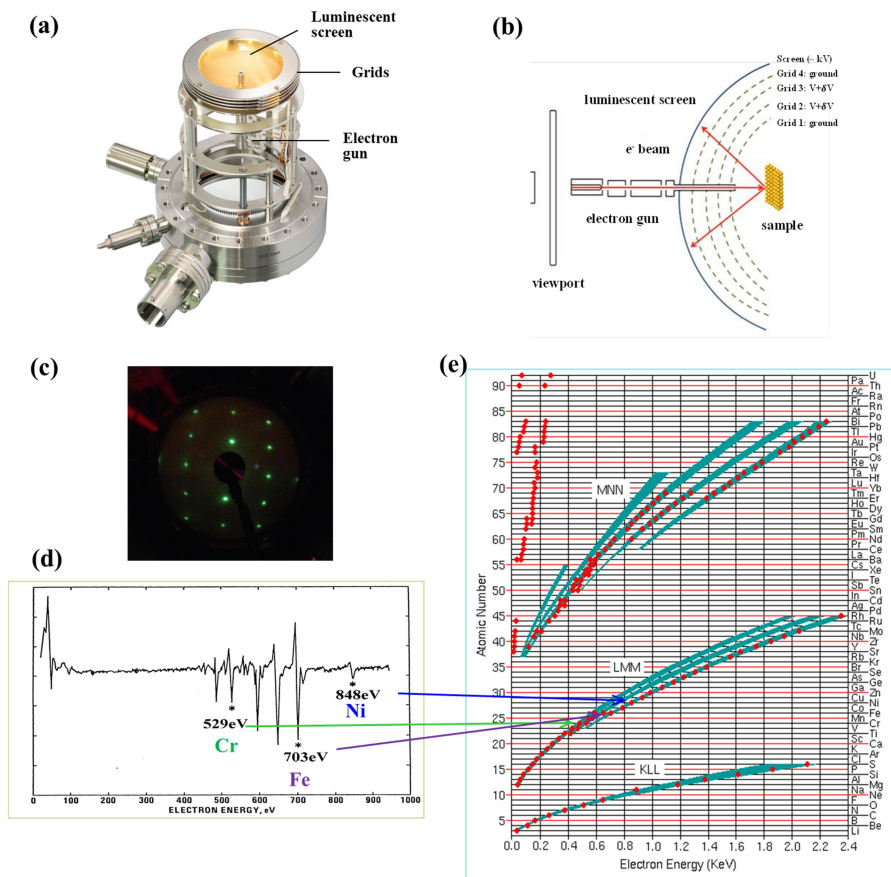 (a)
Luminescent
screen
Grids
Electron
gun
(b)
Screen (~ kV)
Grid 4: ground
Grid 3: V+δV
Grid 2: V+δV
Grid 1: ground
luminescent screen
e- beam
electron gun
sample
viewport
(c)
(d)
*
529eV
Cr
*
703eV
Fe
*
848eV
Ni
0 100 200 300 400 500 600 700 800 900 1000
ELECTRON ENERGY, eV
(e)
Atomic Number
90
85
80
75
70
65
60
55
50
45
40
35
30
25
20
15
10
5
MNN
LMM
KLL
U
Pa Th
Ac Ra
Fr Rn
At Po
Bi Pb
Tl Hg
Au Pt
Ir Os
Re W
Ta Hf
Lu Yb
Tm Er
Ho Dy
Tb Gd
Eu Sm
Pm Nd
Pr Ce
La Ba
Cs Xe
I Te
Sb Sn
In Cd
Ag Pd
Rh Ru
Tc Mo
Nb Zr
Y Sr
Rb Kr
Br Se
As Ge
Ga Zn
Cu Ni
Co Fe
Mn Cr
V Ti
Sc Ca
K Ar
Cl S
P Si
Al Mg
Na Ne
F O
N C
B Be
Li
0.0 0.2 0.4 0.6 0.8 1.0 1.2 1.4 1.6 1.8 2.0 2.2 2.4 2.6
Electron Energy (KeV)